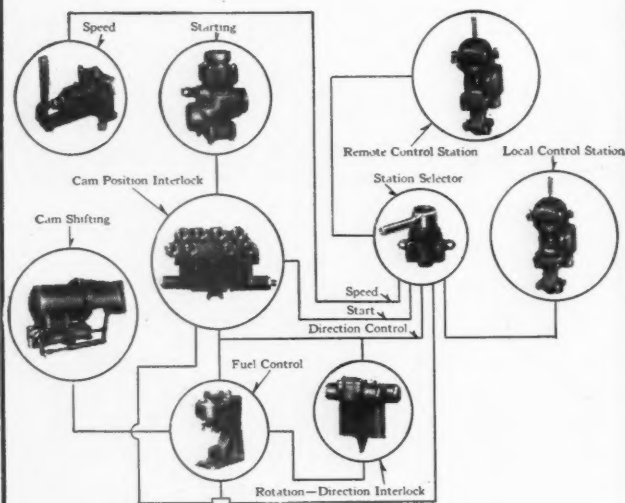 Speed
Starting
Remote Control Station
Local Control Station
Cam Position Interlock
Station Selector
Cam Shifting
Speed
Start
Direction Control
Fuel Control
Rotation—Direction Interlock